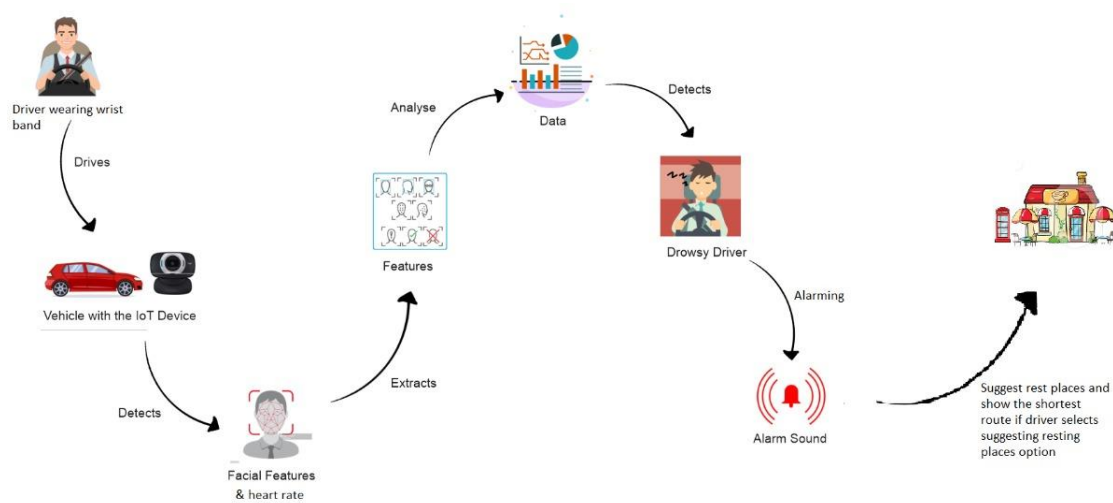 Driver wearing wrist
band
Drives
Vehicle with the IoT Device
Detects
Facial Features
& heart rate
Extracts
Features
Analyse
Data
Detects
zzz
Drowsy Driver
Alarming
Alarm Sound
Suggest rest places and
show the shortest
route if driver selects
suggesting resting
places option